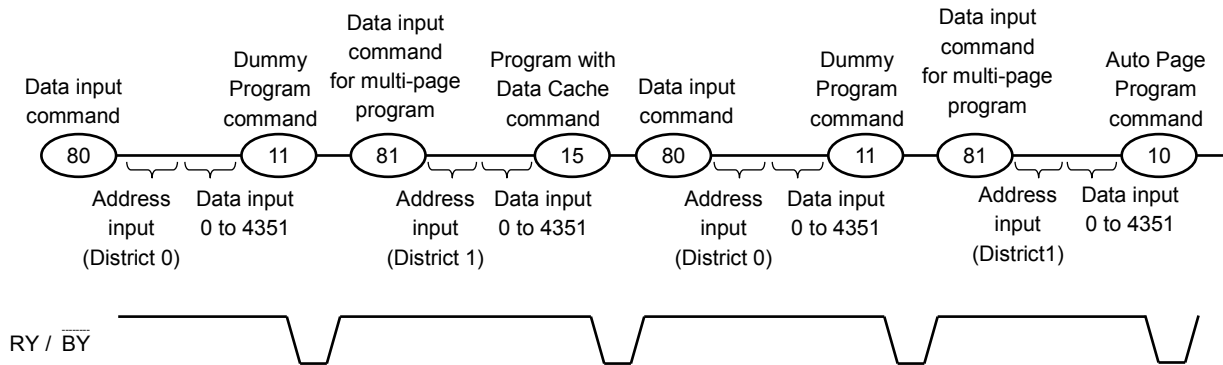 Data input
command
80
Address
input
(District 0)
Data input
0 to 4351
Dummy
Program
command
11
Data input
command
for multi-page
program
81
Address
input
(District 1)
Data input
0 to 4351
Program with
Data Cache
command
15
Data input
command
80
Address
input
(District 0)
Data input
0 to 4351
Dummy
Program
command
11
Data input
command
for multi-page
program
81
Address
input
(District1)
Data input
0 to 4351
Auto Page
Program
command
10
RY / BY